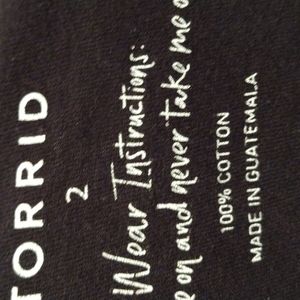 TORRID
2
Wear Instructions:
on and never take me
100% COTTON
MADE IN GUATEMALA